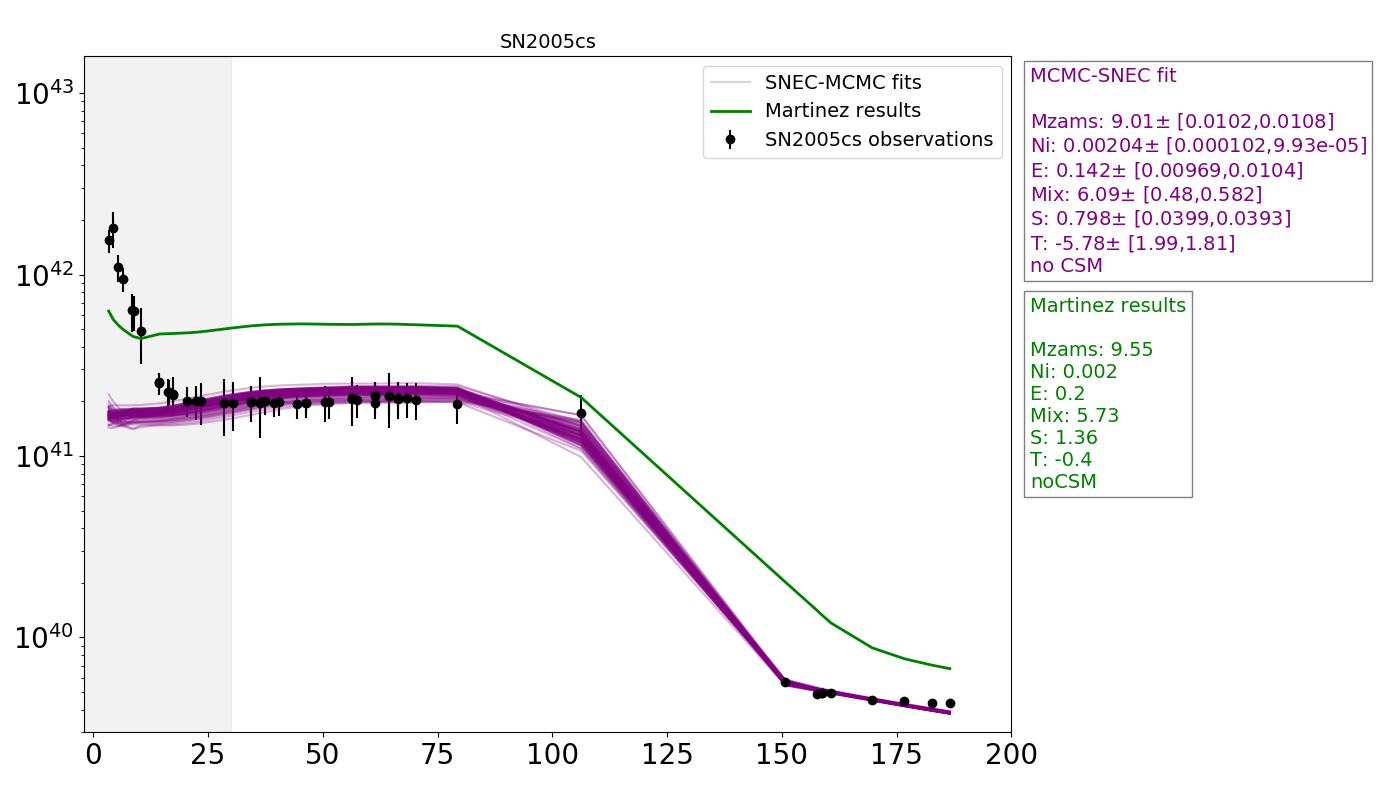 SN2005cs
10^43
10^42
10^41
10^40
0 25 50 75 100 125 150 175 200
SNEC-MCMC fits
Martinez results
SN2005cs observations
MCMC-SNEC fit
Mzams: 9.01± [0.0102,0.0108]
Ni: 0.00204± [0.000102,9.93e-05]
E: 0.142± [0.00969,0.0104]
Mix: 6.09± [0.48,0.582]
S: 0.798± [0.0399,0.0393]
T: -5.78± [1.99,1.81]
no CSM
Martinez results
Mzams: 9.55
Ni: 0.002
E: 0.2
Mix: 5.73
S: 1.36
T: -0.4
noCSM